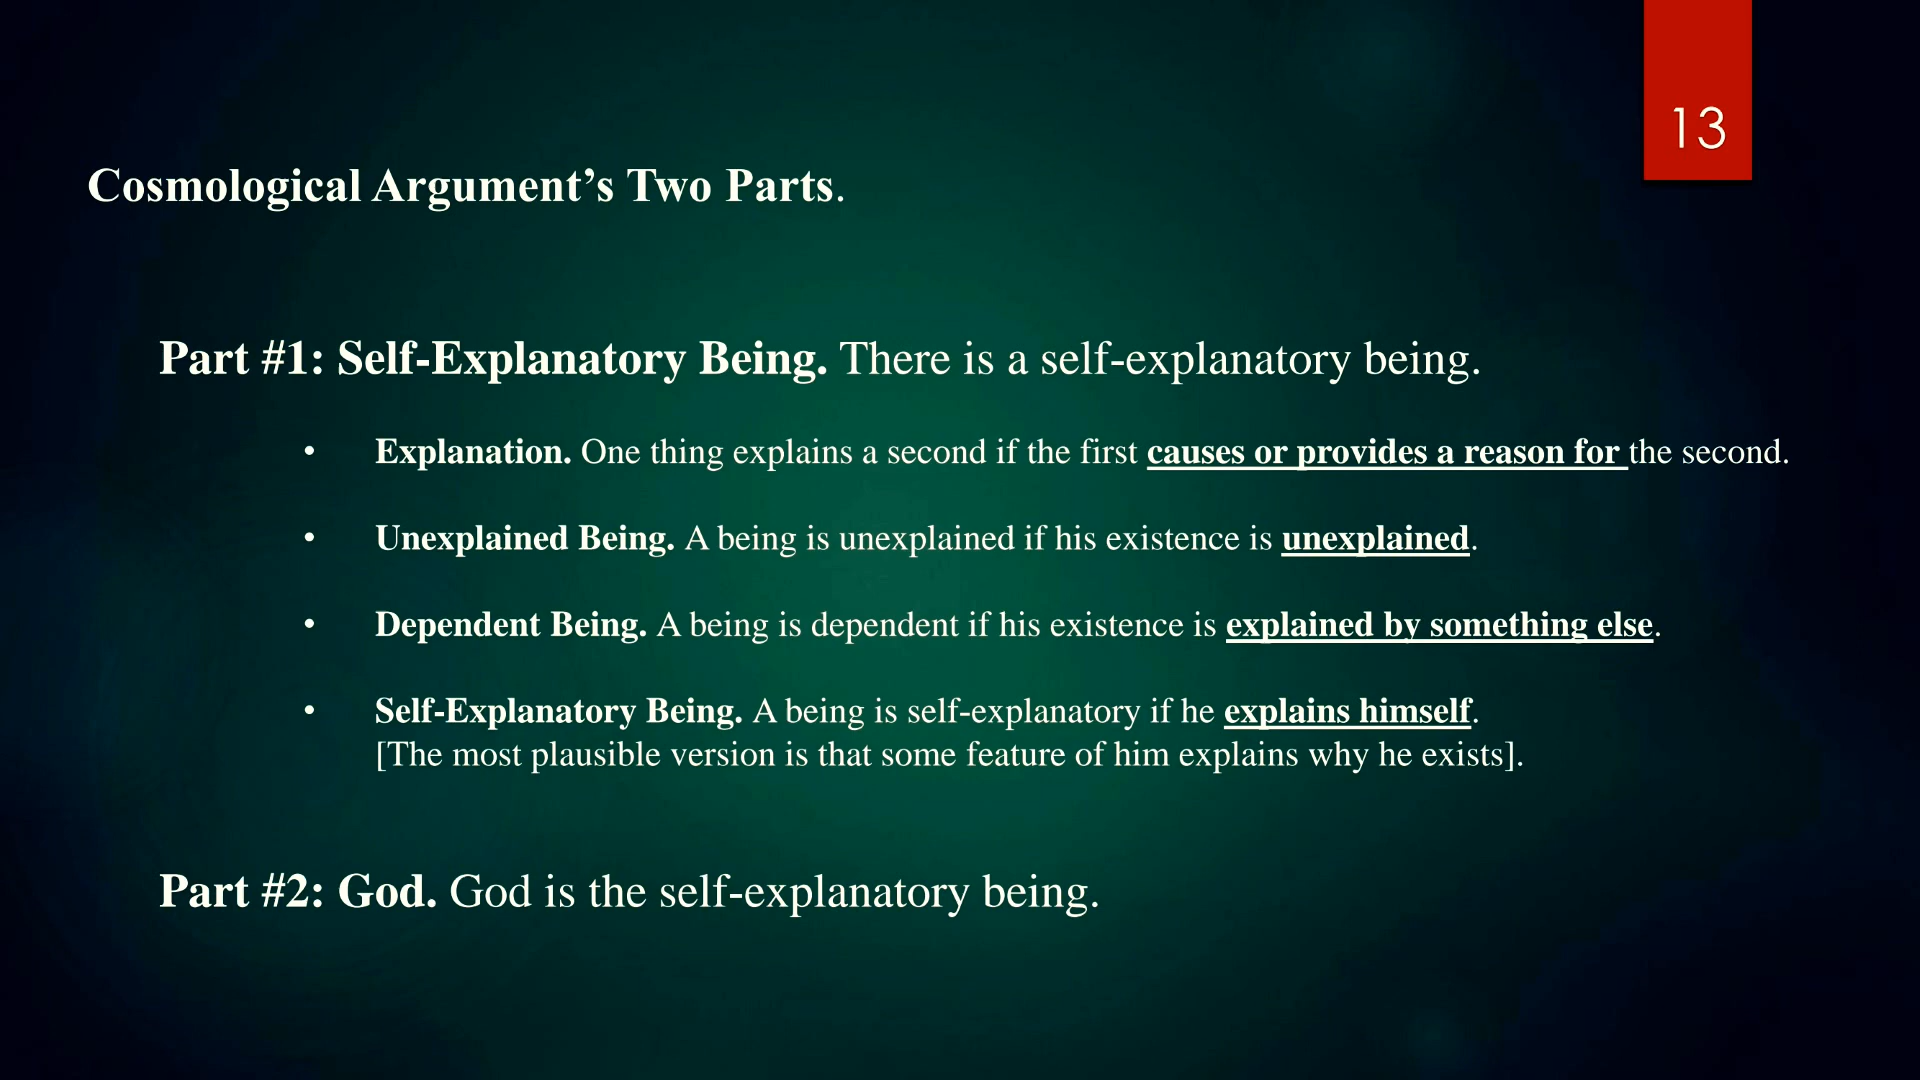 13
Cosmological Argument’s Two Parts.
Part #1: Self-Explanatory Being. There is a self-explanatory being.
• Explanation. One thing explains a second if the first causes or provides a reason for the second.
• Unexplained Being. A being is unexplained if his existence is unexplained.
• Dependent Being. A being is dependent if his existence is explained by something else.
• Self-Explanatory Being. A being is self-explanatory if he explains himself.
[The most plausible version is that some feature of him explains why he exists].
Part #2: God. God is the self-explanatory being.